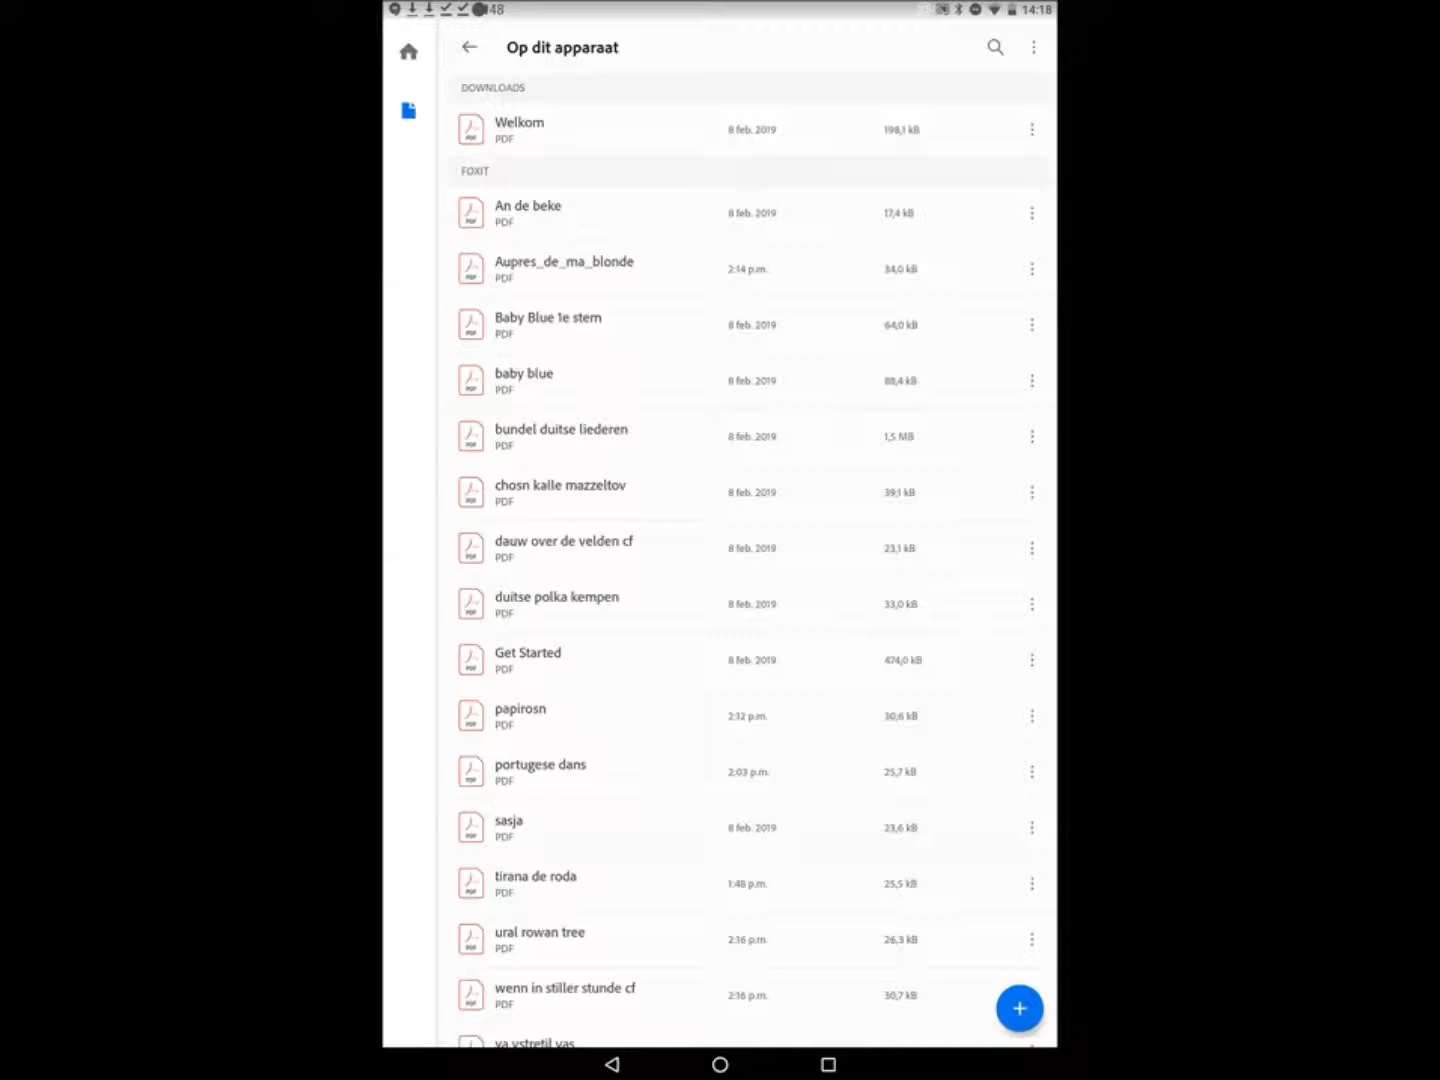 48 14:18
Op dit apparaat
DOWNLOADS
Welkom 8 feb. 2019 198,1 kB
PDF
FOXIT
An de beke 8 feb. 2019 17,4 kB
PDF
Aupres_de_ma_blonde 2:14 p.m. 34,0 kB
PDF
Baby Blue 1e stem 8 feb. 2019 64,0 kB
PDF
baby blue 8 feb. 2019 88,4 kB
PDF
bundel duitse liederen 8 feb. 2019 1,5 MB
PDF
chosn kalle mazzeltov 8 feb. 2019 39,1 kB
PDF
dauw over de velden cf 8 feb. 2019 23,1 kB
PDF
duitse polka kempen 8 feb. 2019 33,0 kB
PDF
Get Started 8 feb. 2019 474,0 kB
PDF
papirosn 2:12 p.m. 30,6 kB
PDF
portugese dans 2:03 p.m. 25,7 kB
PDF
sasja 8 feb. 2019 23,6 kB
PDF
tirana de roda 1:48 p.m. 25,5 kB
PDF
ural rowan tree 2:16 p.m. 26,3 kB
PDF
wenn in stiller stunde cf 2:16 p.m. 30,7 kB
PDF
ya vstretil vas